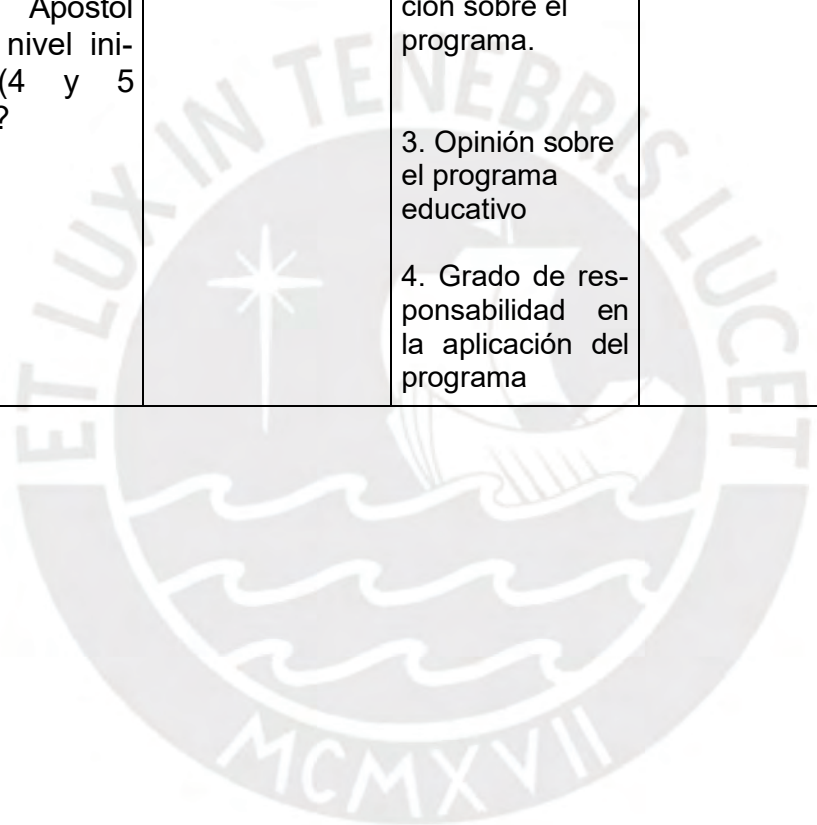 Apóstol
nivel ini-
(4 y 5
?
ción sobre el
programa.
3. Opinión sobre
el programa
educativo
4. Grado de res-
ponsabilidad en
la aplicación del
programa
ET LUX IN TENEBRIS LUCET
MCMXVII